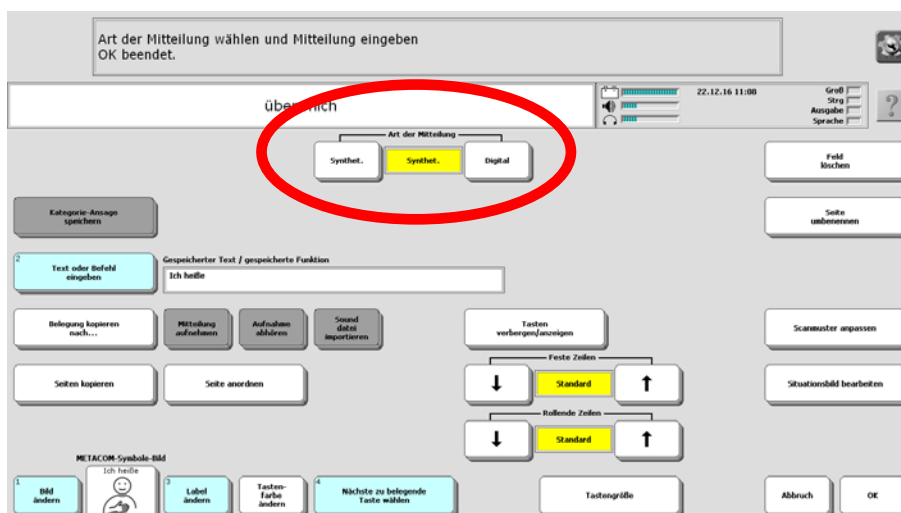 Art der Mitteilung wählen und Mitteilung eingeben
OK beendet.
22.12.16 11:08
Groß
Strg
Ausgabe
Sprache
?
Art der Mitteilung
Synthet.
Synthet.
Digital
Feld
löschen
Kategorie-Ansage
speichern
Seite
umbenennen
2
Text oder Befehl
eingeben
Gespeicherter Text / gespeicherte Funktion
Ich heiße
Belegung kopieren
nach...
Mitteilung
aufnehmen
Aufnahme
abhören
Sound
datei
importieren
Tasten
verbergen/anzeigen
Scanmuster anpassen
Feste Zeilen
Seiten kopieren
Seite anordnen
↓
Standard
↑
Situationsbild bearbeiten
Rollende Zeilen
↓
Standard
↑
METACOM-Symbole-Bild
1
Bild
ändern
Ich heiße
3
Label
ändern
Tasten-
farbe
ändern
4
Nächste zu belegende
Taste wählen
Tastengröße
Abbruch
OK